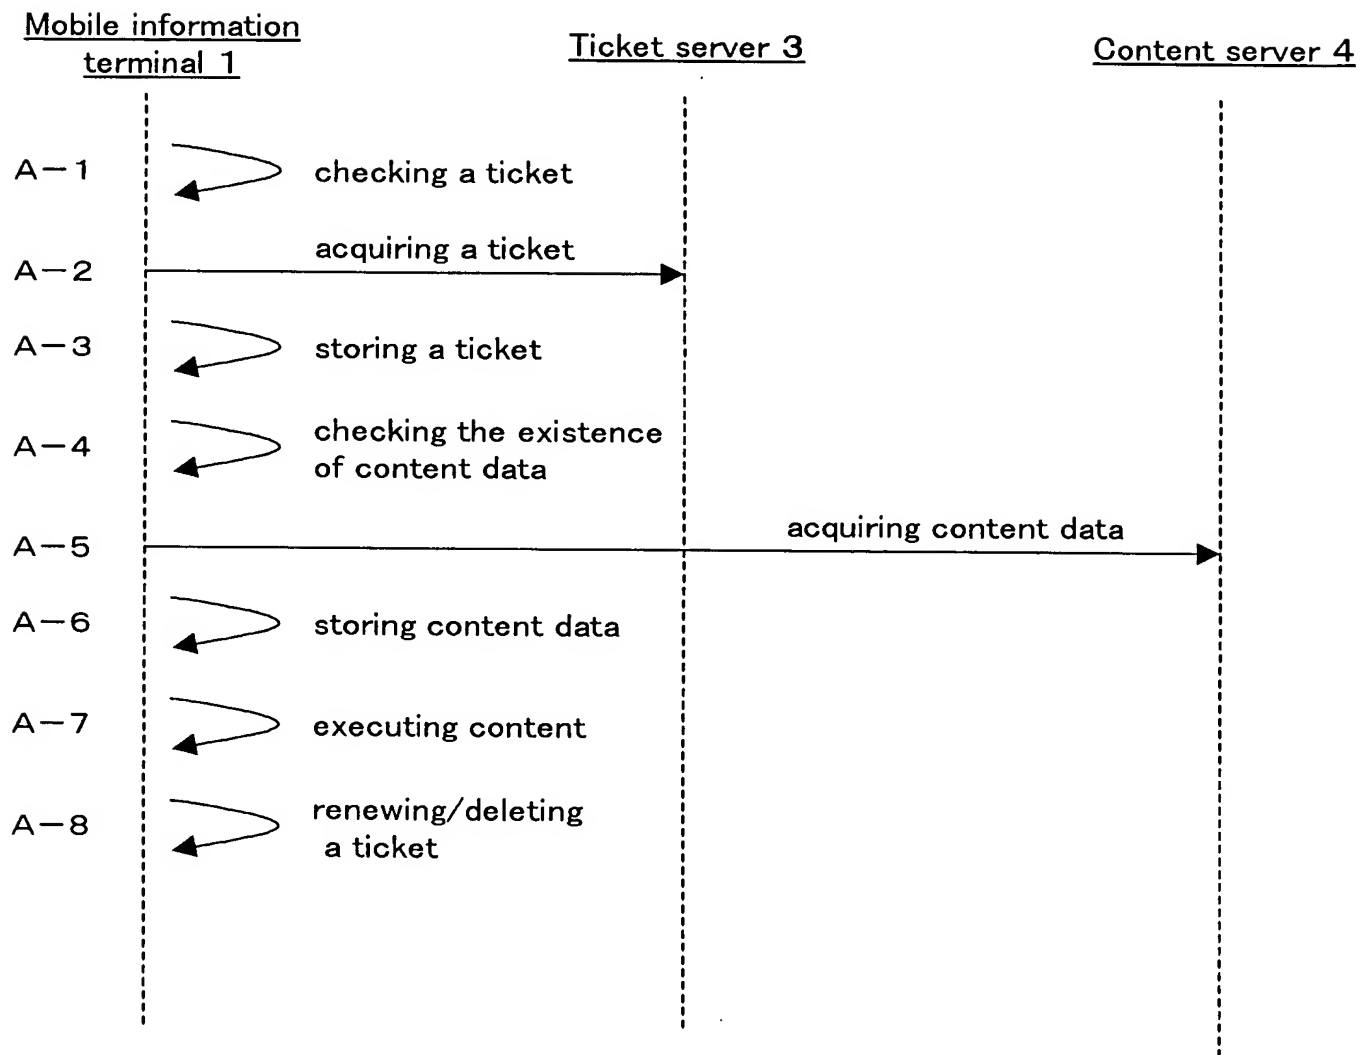 Mobile information
terminal 1
Ticket server 3
Content server 4
A-1
checking a ticket
acquiring a ticket
A-2
A-3
storing a ticket
A-4
checking the existence
of content data
acquiring content data
A-5
A-6
storing content data
A-7
executing content
A-8
renewing/deleting
a ticket